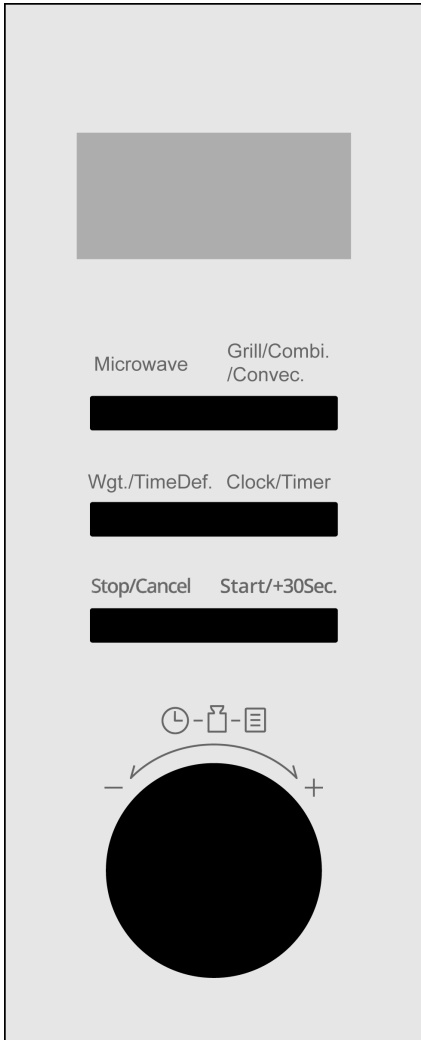 Microwave
Grill/Combi.
/Convec.
Wgt./TimeDef. Clock/Timer
Stop/Cancel Start/+30Sec.
− +